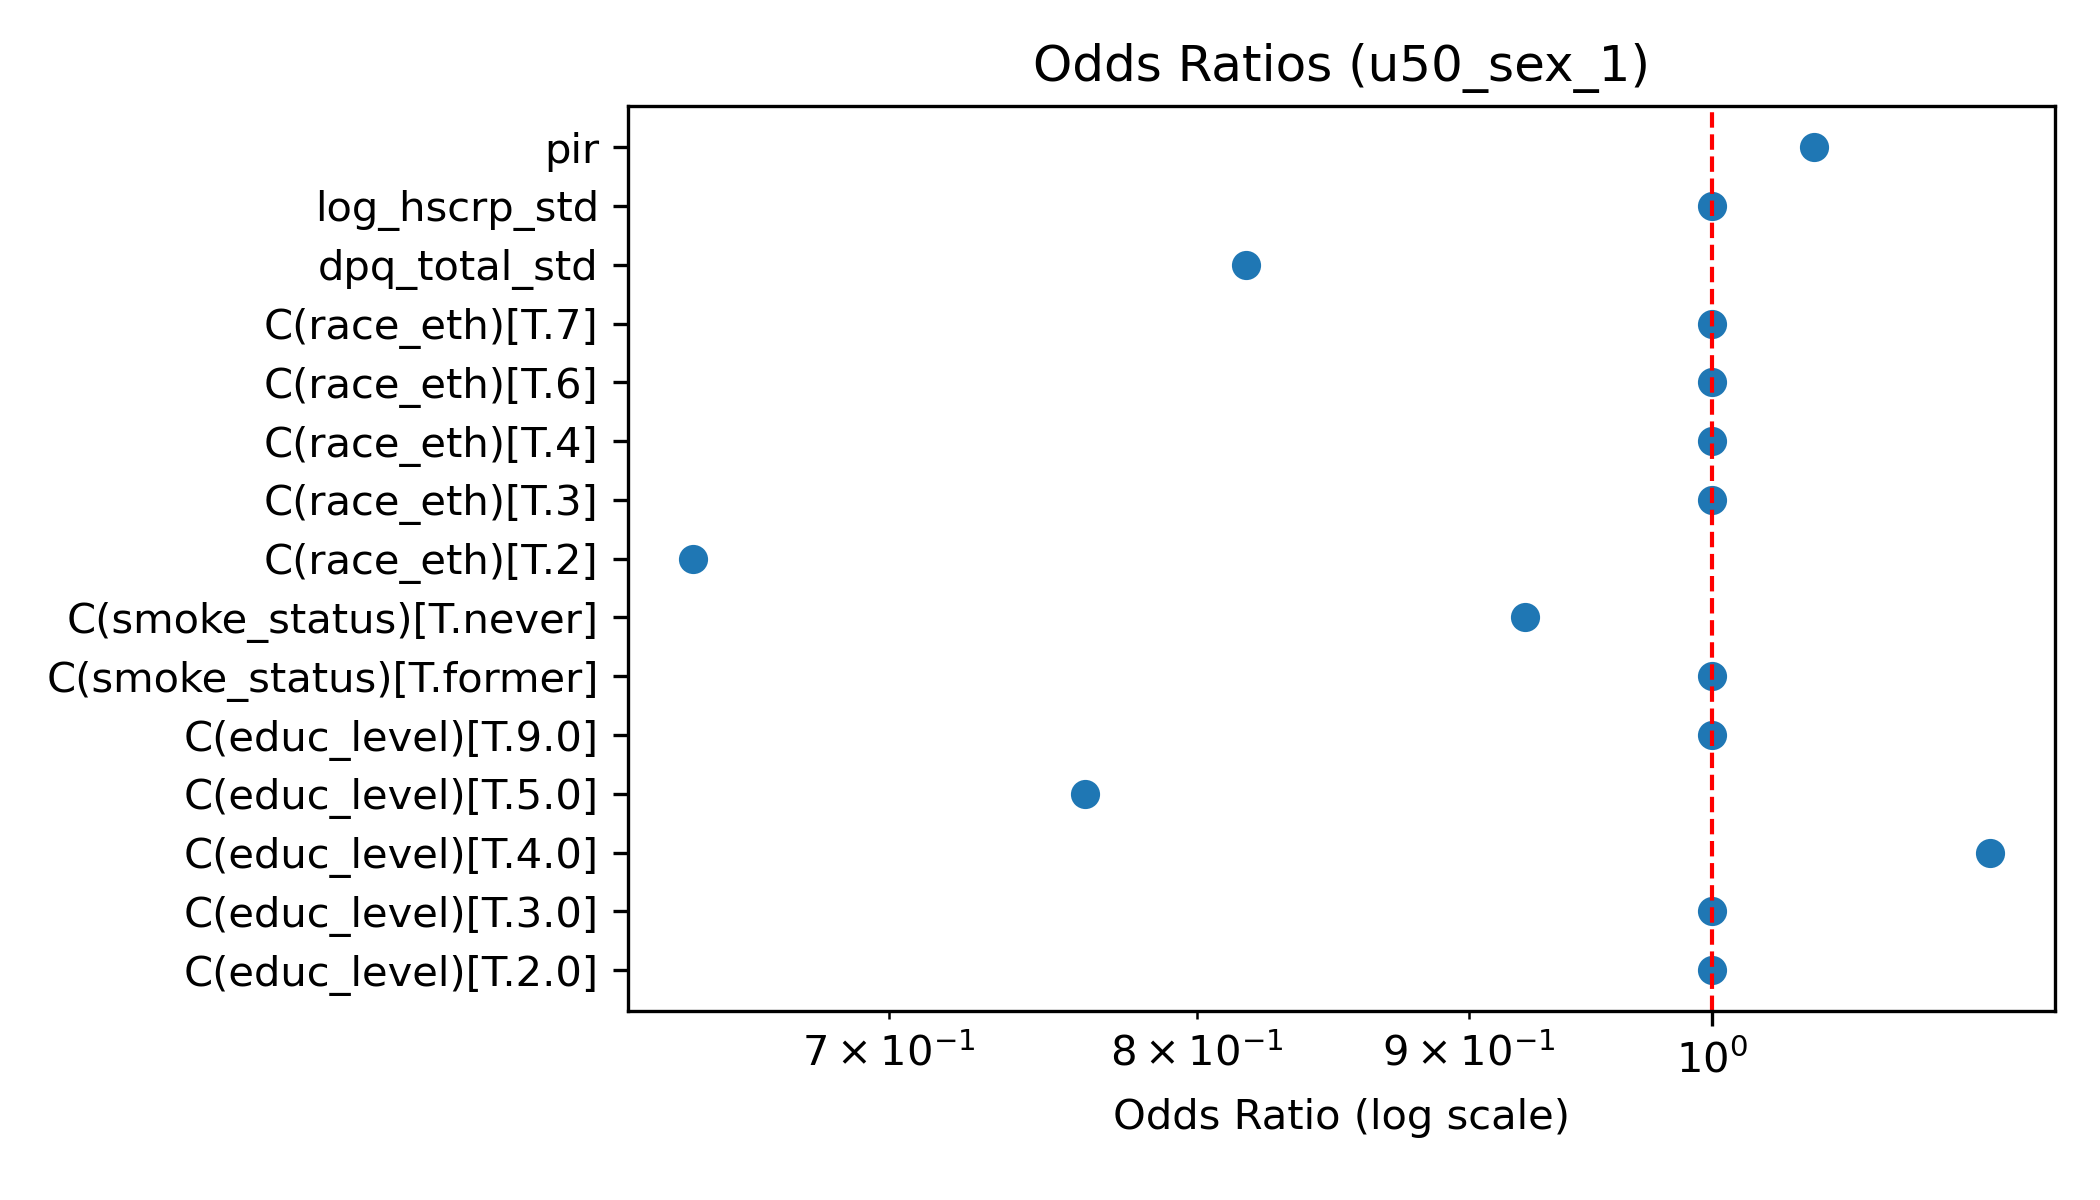 Odds Ratios (u50_sex_1)
pir
log_hscrp_std
dpq_total_std
C(race_eth)[T.7]
C(race_eth)[T.6]
C(race_eth)[T.4]
C(race_eth)[T.3]
C(race_eth)[T.2]
C(smoke_status)[T.never]
C(smoke_status)[T.former]
C(educ_level)[T.9.0]
C(educ_level)[T.5.0]
C(educ_level)[T.4.0]
C(educ_level)[T.3.0]
C(educ_level)[T.2.0]
7 × 10⁻¹ 8 × 10⁻¹ 9 × 10⁻¹ 10⁰
Odds Ratio (log scale)